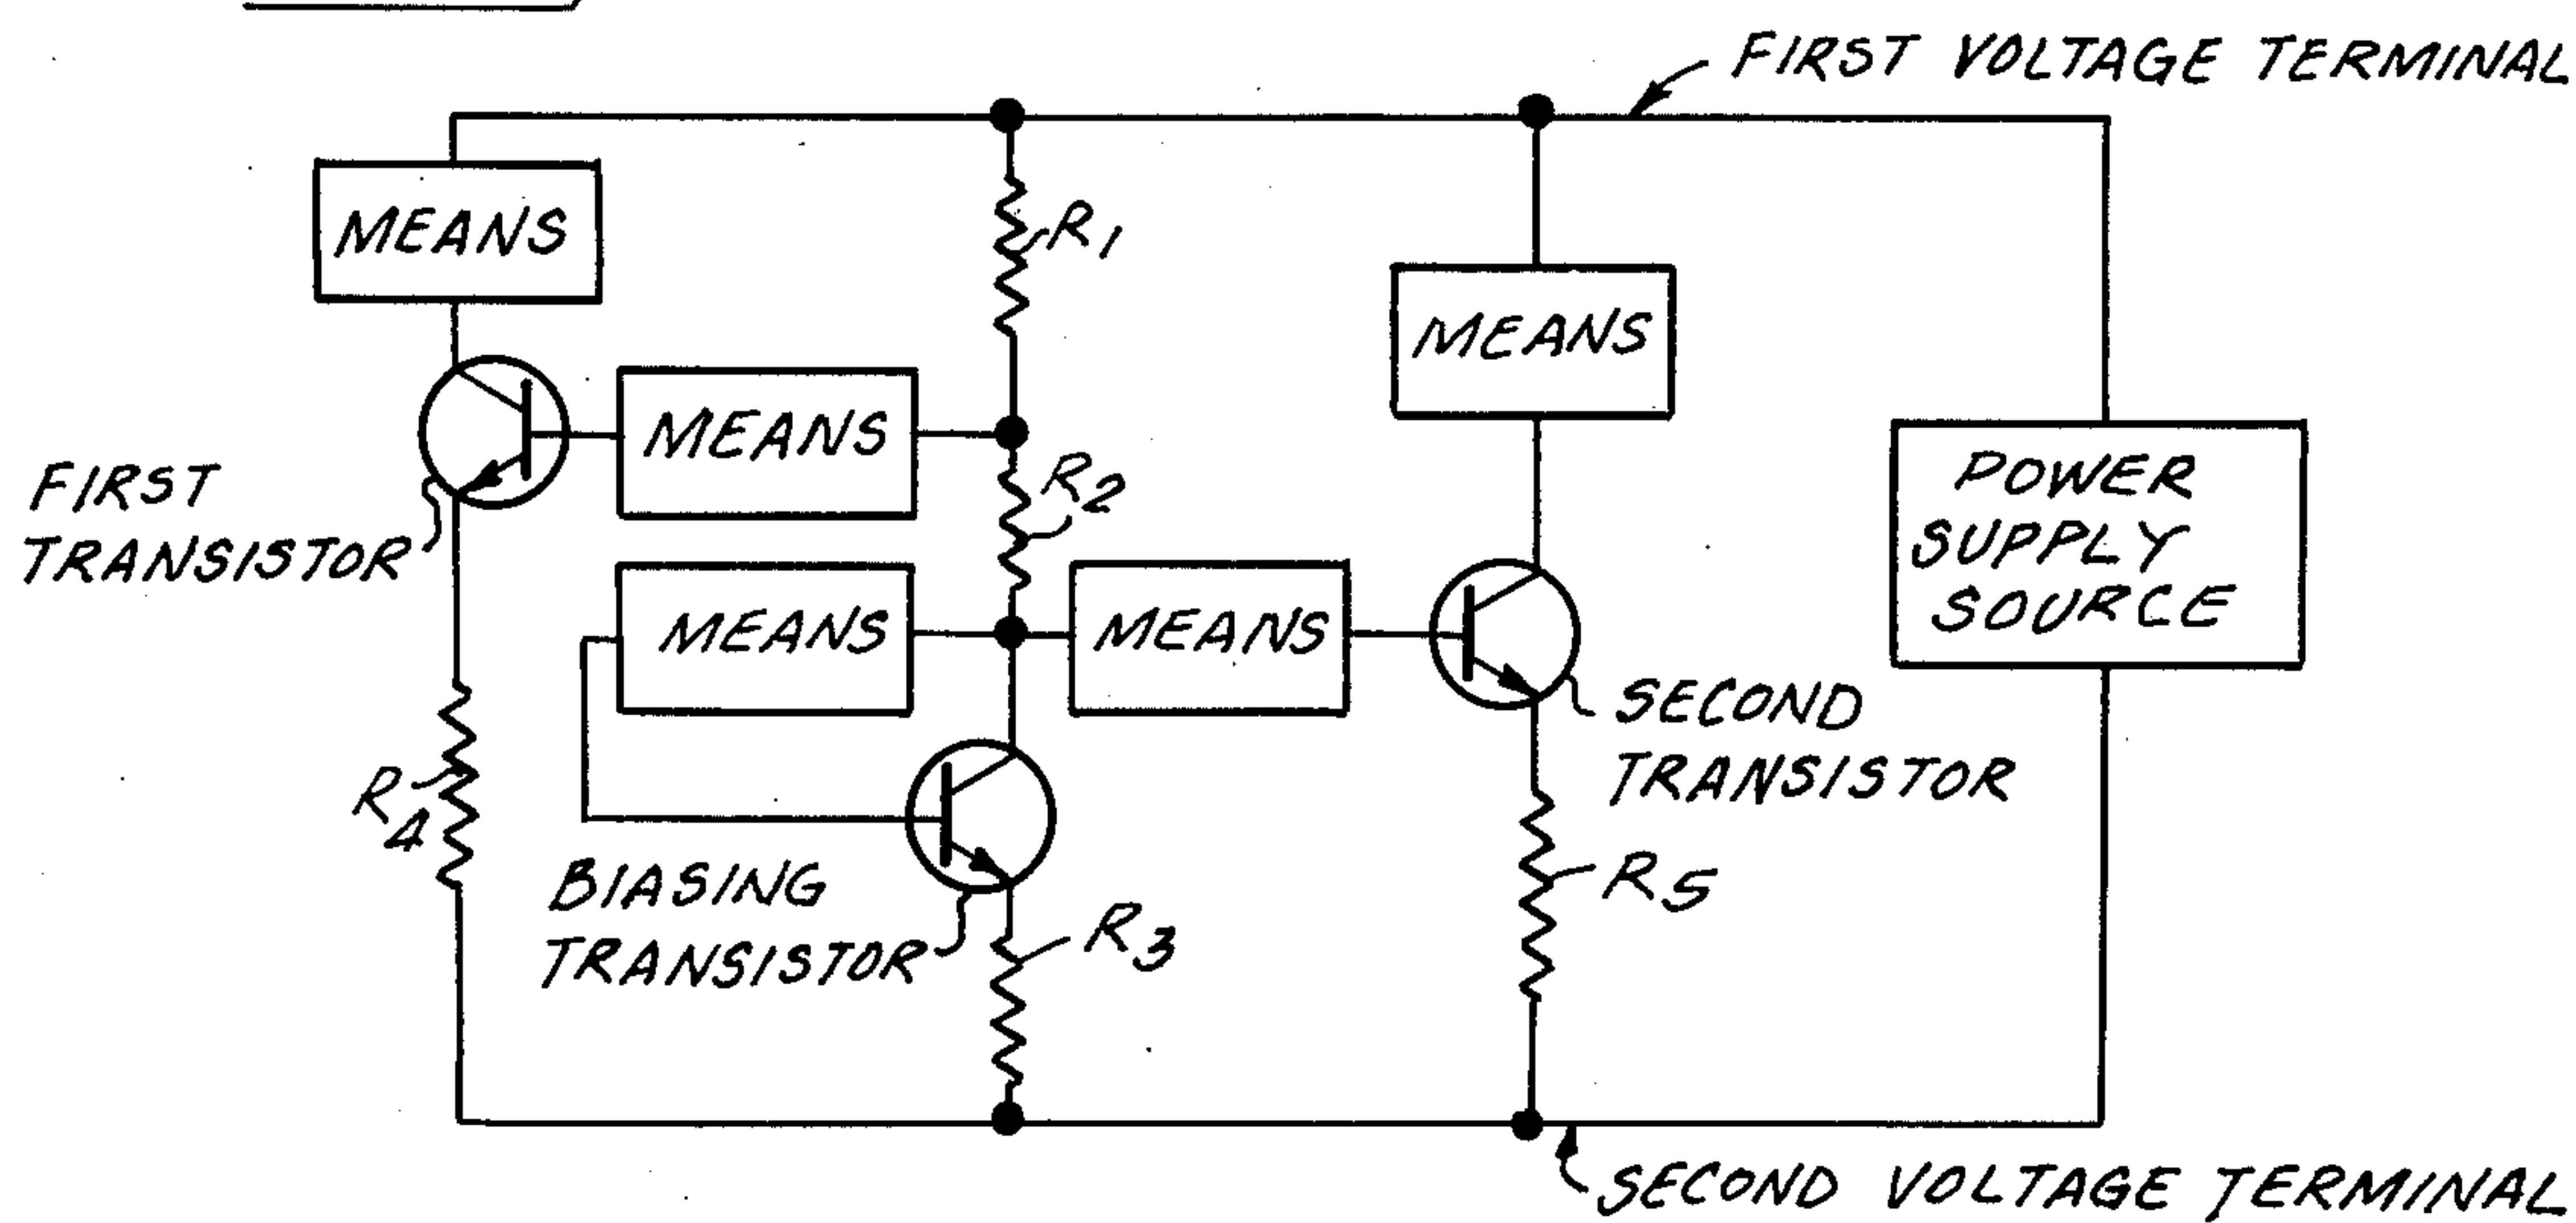 FIRST VOLTAGE TERMINAL
MEANS
R1
MEANS
MEANS
FIRST
TRANSISTOR
R2
POWER
SUPPLY
SOURCE
MEANS
MEANS
SECOND
TRANSISTOR
R4
BIASING
TRANSISTOR
R3
R5
SECOND VOLTAGE TERMINAL